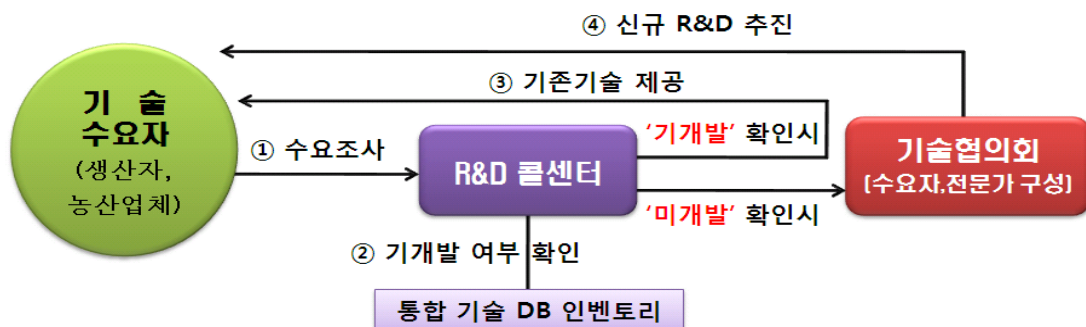 ④ 신규 R&D 추진
③ 기존기술 제공
기 술
수요자
(생산자,
농산업체)
① 수요조사
R&D 콜센터
‘기개발’ 확인시
‘미개발’ 확인시
기술협의회
(수요자,전문가 구성)
② 기개발 여부 확인
통합 기술 DB 인벤토리